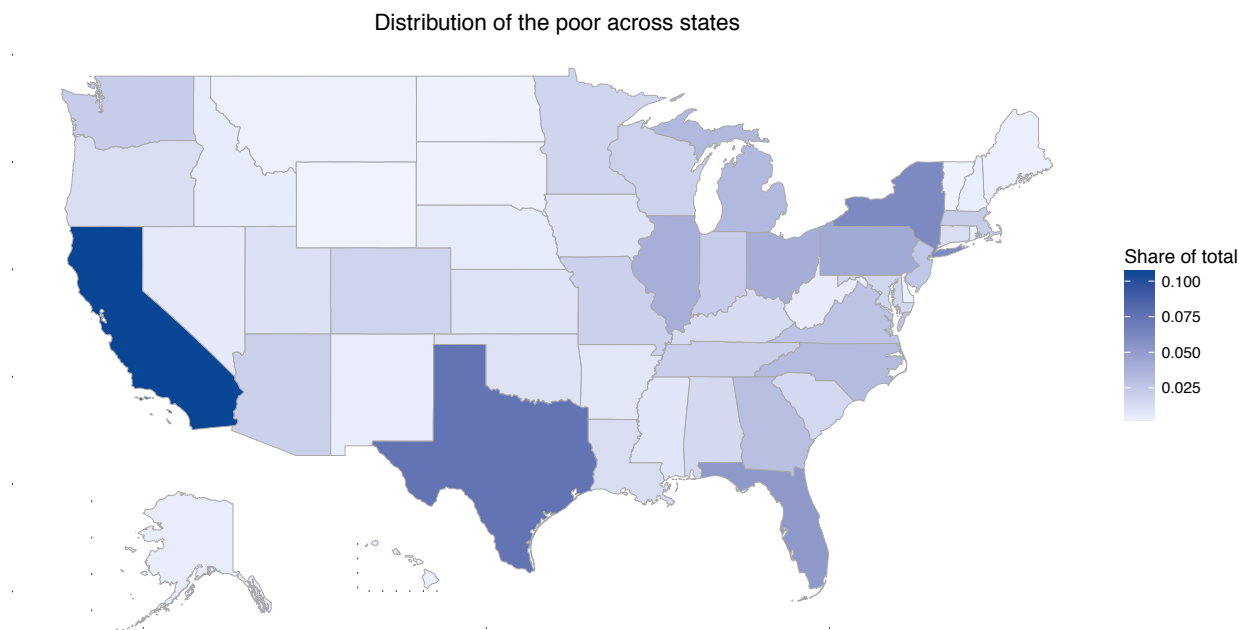 Distribution of the poor across states
Share of total
0.100
0.075
0.050
0.025